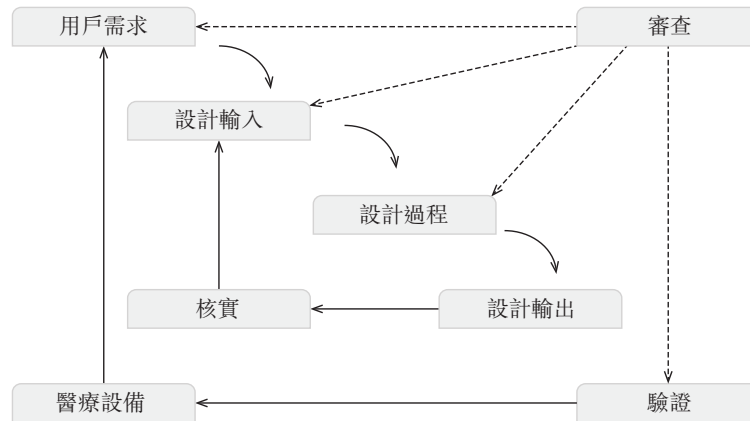 用戶需求
審查
設計輸入
設計過程
核實
設計輸出
醫療設備
驗證